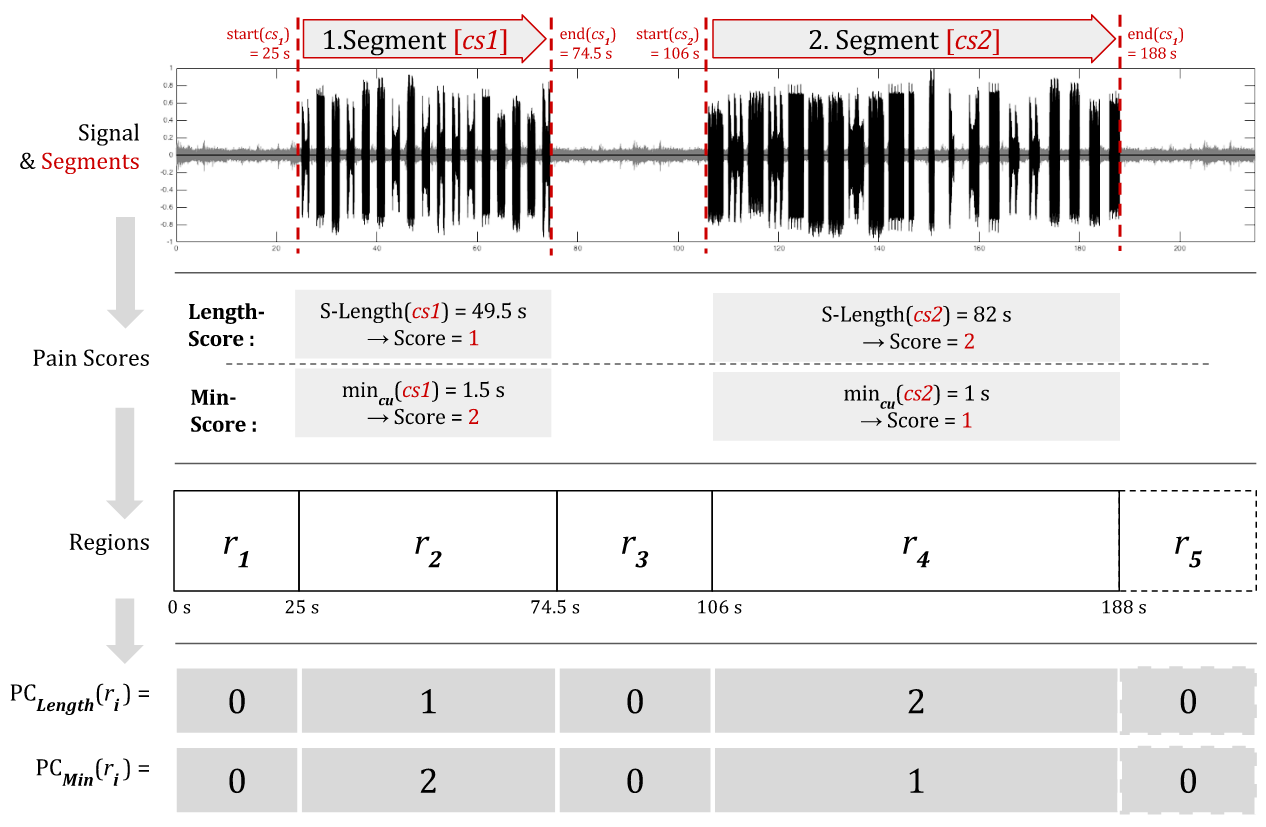 start(cs₁)
= 25 s
1.Segment [cs1]
end(cs₁)
= 74.5 s
start(cs₂)
= 106 s
2. Segment [cs2]
end(cs₁)
= 188 s
Signal
& Segments
1
0.8
0.6
0.4
0.2
0
-0.2
-0.4
-0.6
-0.8
-1
0 20 40 60 80 100 120 140 160 180 200
Pain Scores
Length-
Score :
S-Length(cs1) = 49.5 s
→ Score = 1
S-Length(cs2) = 82 s
→ Score = 2
Min-
Score :
min_cu(cs1) = 1.5 s
→ Score = 2
min_cu(cs2) = 1 s
→ Score = 1
Regions
r₁ r₂ r₃ r₄ r₅
0 s 25 s 74.5 s 106 s 188 s
PC_Length(r_i) = 0 1 0 2 0
PC_Min(r_i) = 0 2 0 1 0